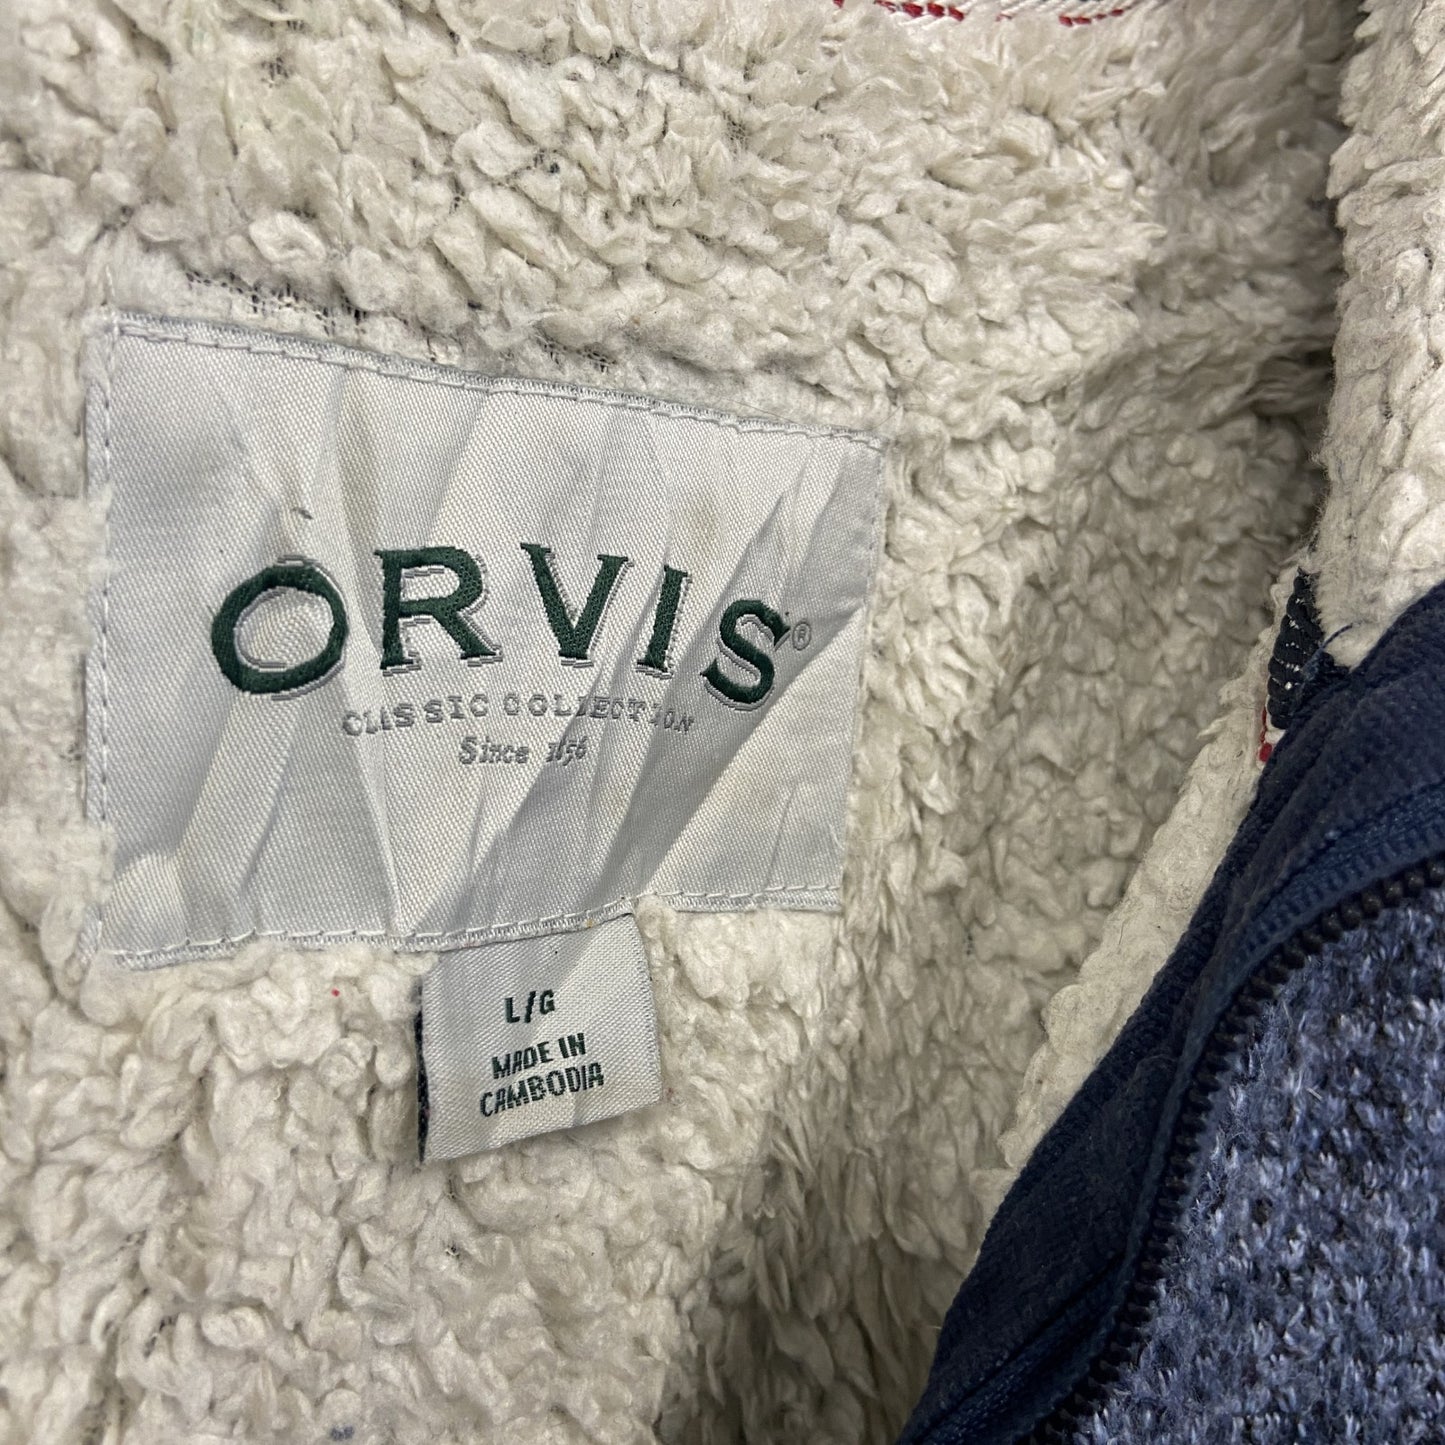 ORVIS®
CLASSIC COLLECTION
Since 1856
L/G
MADE IN
CAMBODIA